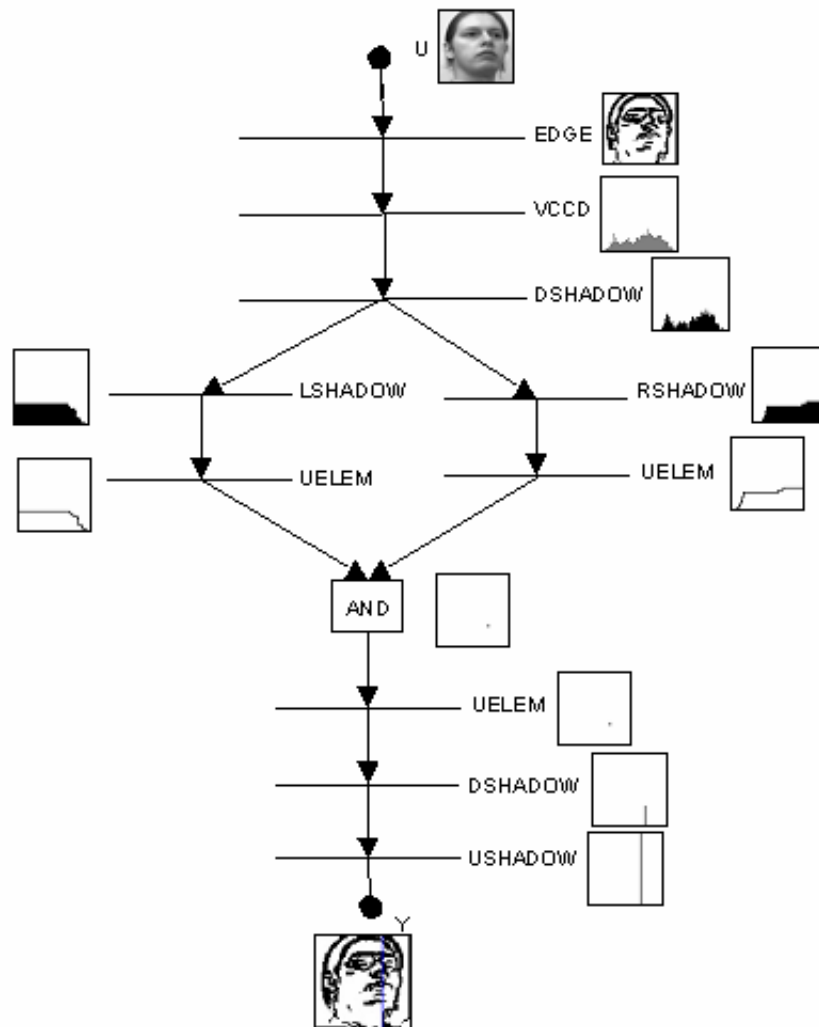 U
EDGE
VCCD
DSHADOW
LSHADOW
RSHADOW
UELEM
UELEM
AND
UELEM
DSHADOW
USHADOW
Y